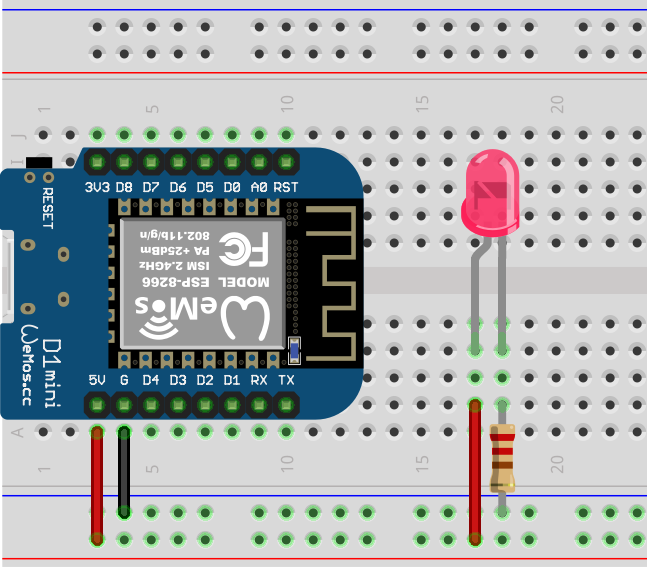 1 5 10 15 20
J
I
3V3 D8 D7 D6 D5 D0 A0 RST
RESET
MODEL ESP-8266
ISM 2.4GHz
PA +25dBm
802.11b/g/n
FC
WeMos
D1 mini
WeMos.cc
5V G D4 D3 D2 D1 RX TX
A
1 5 10 15 20